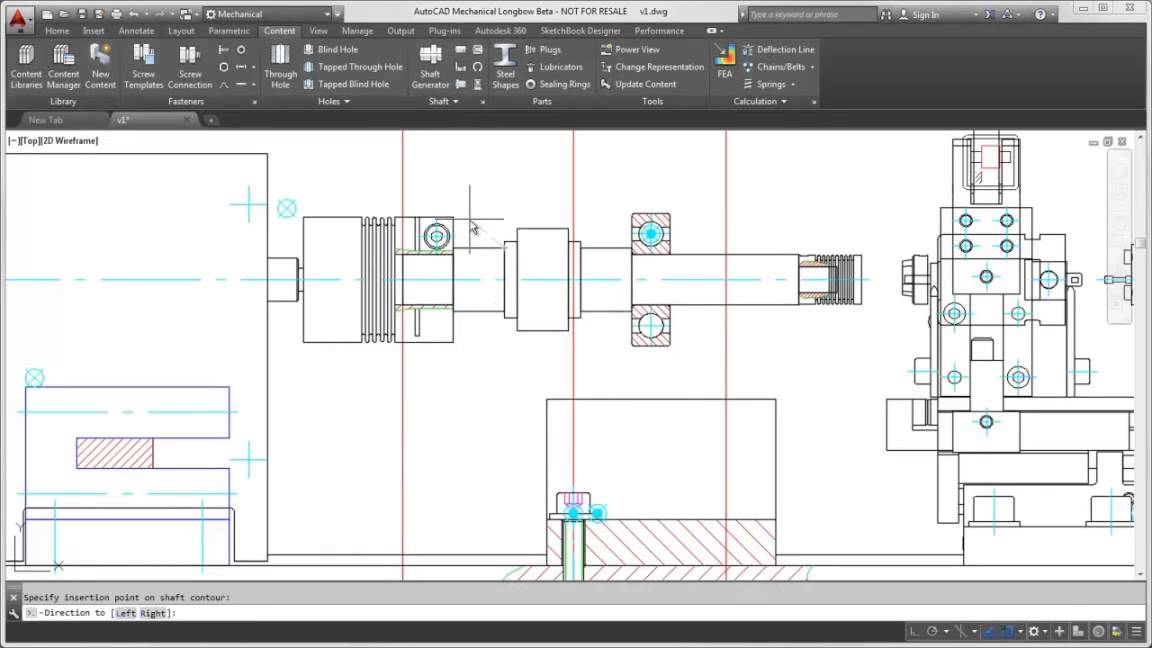 Mechanical
AutoCAD Mechanical Longbow Beta - NOT FOR RESALE v1.dwg
Type a keyword or phrase
Sign In
Home Insert Annotate Layout Parametric Content View Manage Output Plug-ins Autodesk 360 SketchBook Designer Performance
Content Libraries
Content Manager
New Content
Library
Screw Templates
Screw Connection
Fasteners
Through Hole
Blind Hole
Tapped Through Hole
Tapped Blind Hole
Holes
Shaft Generator
Shaft
Steel Shapes
Plugs
Lubricators
Sealing Rings
Parts
Power View
Change Representation
Update Content
Tools
FEA
Deflection Line
Chains/Belts
Springs
Calculation
New Tab
v1*
[−][Top][2D Wireframe]
Y
X
Specify insertion point on shaft contour:
-Direction to [Left Right]: